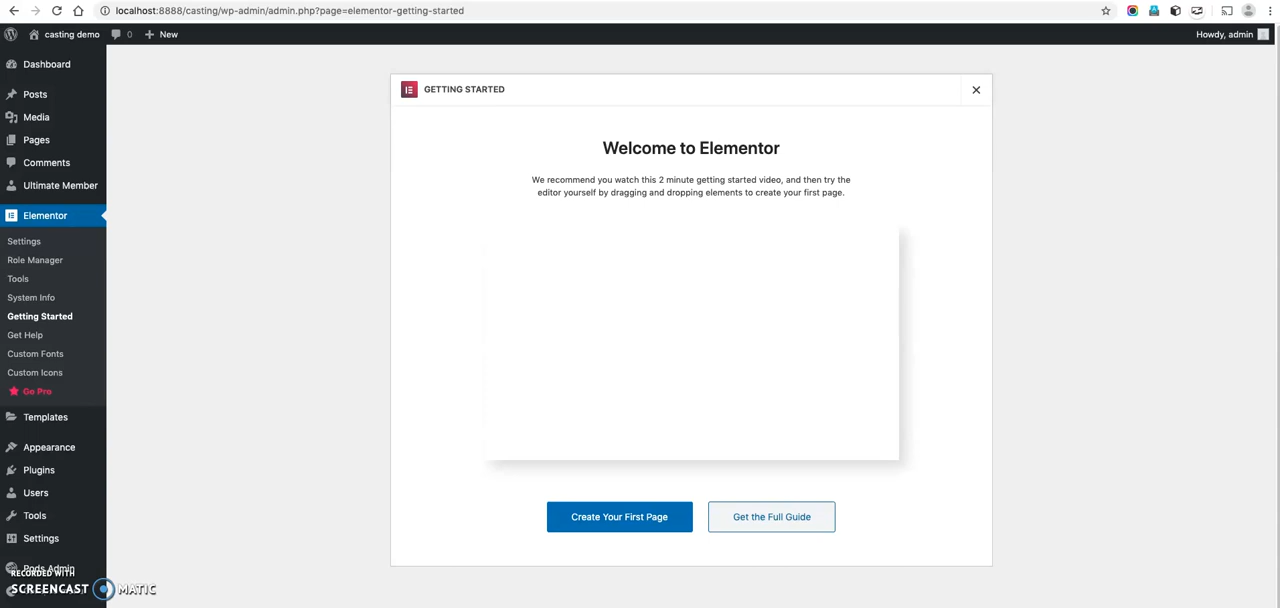 localhost:8888/casting/wp-admin/admin.php?page=elementor-getting-started
casting demo 0 New Howdy, admin
Dashboard
Posts
Media
Pages
Comments
Ultimate Member
Elementor
Settings
Role Manager
Tools
System Info
Getting Started
Get Help
Custom Fonts
Custom Icons
Go Pro
Templates
Appearance
Plugins
Users
Tools
Settings
Pods Admin
RECORDED WITH
SCREENCAST MATIC
GETTING STARTED
Welcome to Elementor
We recommend you watch this 2 minute getting started video, and then try the
editor yourself by dragging and dropping elements to create your first page.
Create Your First Page
Get the Full Guide